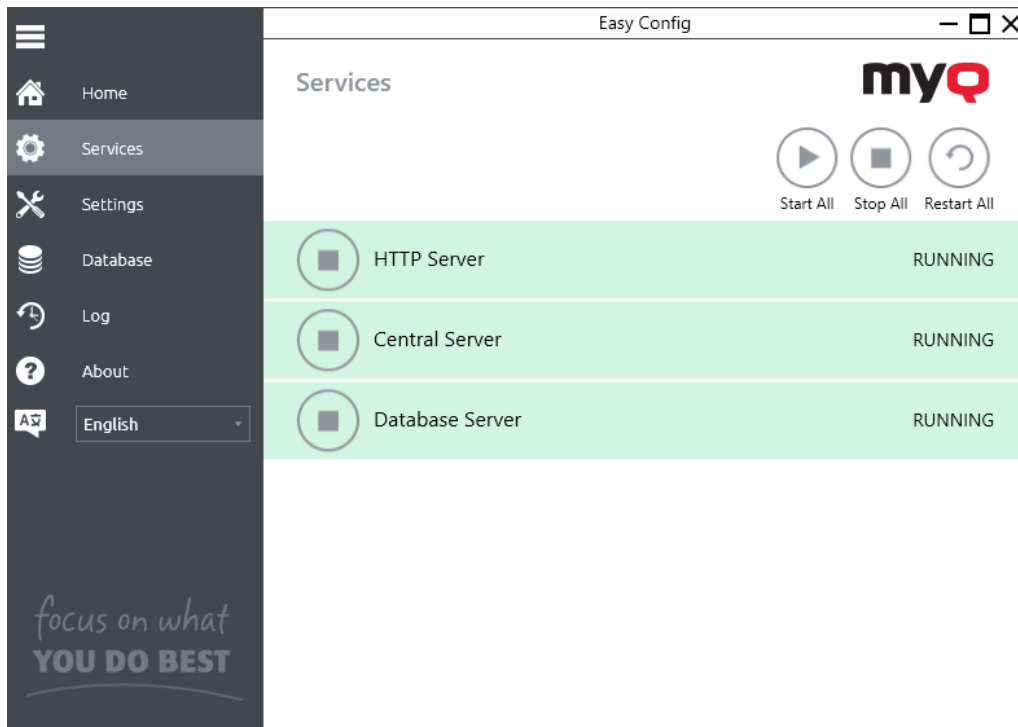 Easy Config
Home
Services
Settings
Database
Log
?
About
A
English
focus on what
YOU DO BEST
Services
myQ
Start All
Stop All
Restart All
HTTP Server
RUNNING
Central Server
RUNNING
Database Server
RUNNING